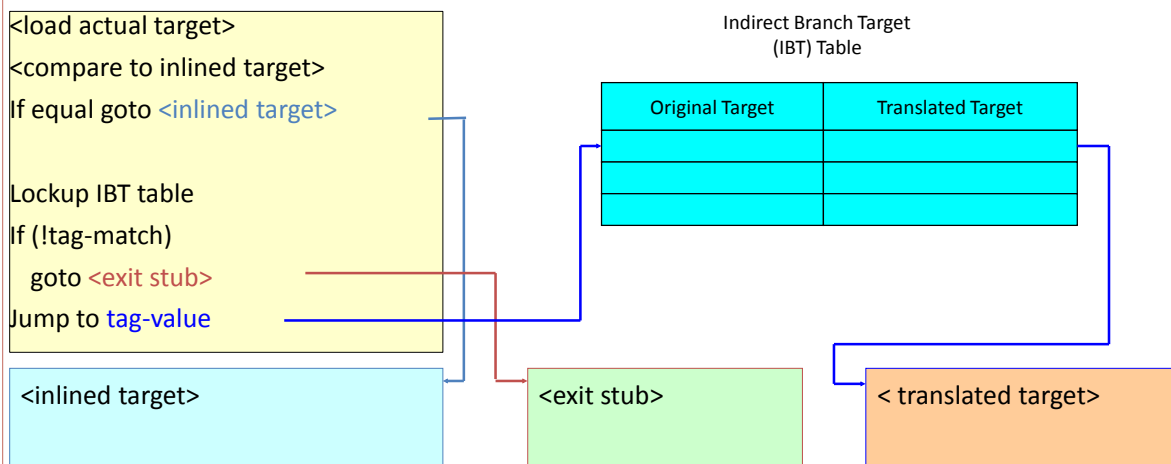 <load actual target>
<compare to inlined target>
If equal goto <inlined target>
Lockup IBT table
If (!tag-match)
goto <exit stub>
Jump to tag-value
Indirect Branch Target
(IBT) Table
Original Target
Translated Target
<inlined target>
<exit stub>
< translated target>